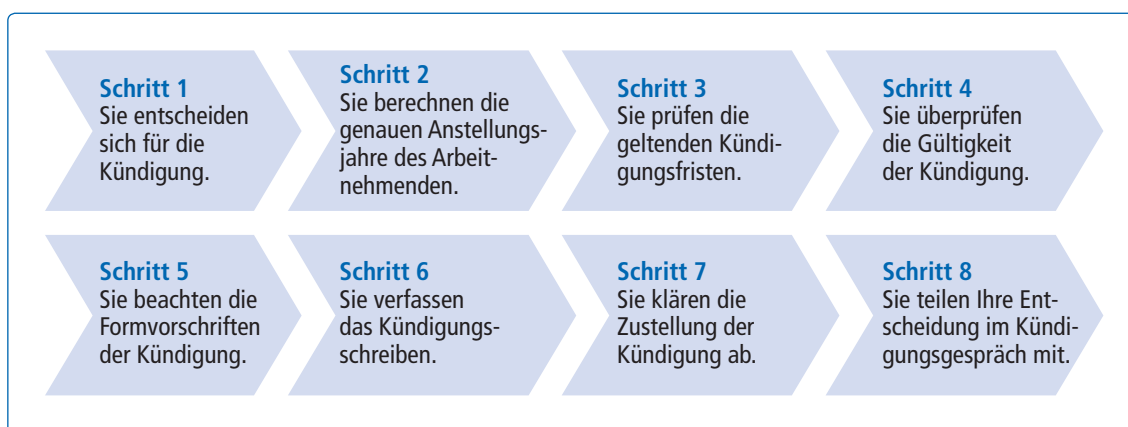 Schritt 1
Sie entscheiden
sich für die
Kündigung.
Schritt 2
Sie berechnen die
genauen Anstellungs-
jahre des Arbeit-
nehmenden.
Schritt 3
Sie prüfen die
geltenden Kündi-
gungsfristen.
Schritt 4
Sie überprüfen
die Gültigkeit
der Kündigung.
Schritt 5
Sie beachten die
Formvorschriften
der Kündigung.
Schritt 6
Sie verfassen
das Kündigungs-
schreiben.
Schritt 7
Sie klären die
Zustellung der
Kündigung ab.
Schritt 8
Sie teilen Ihre Ent-
scheidung im Kündi-
gungsgespräch mit.